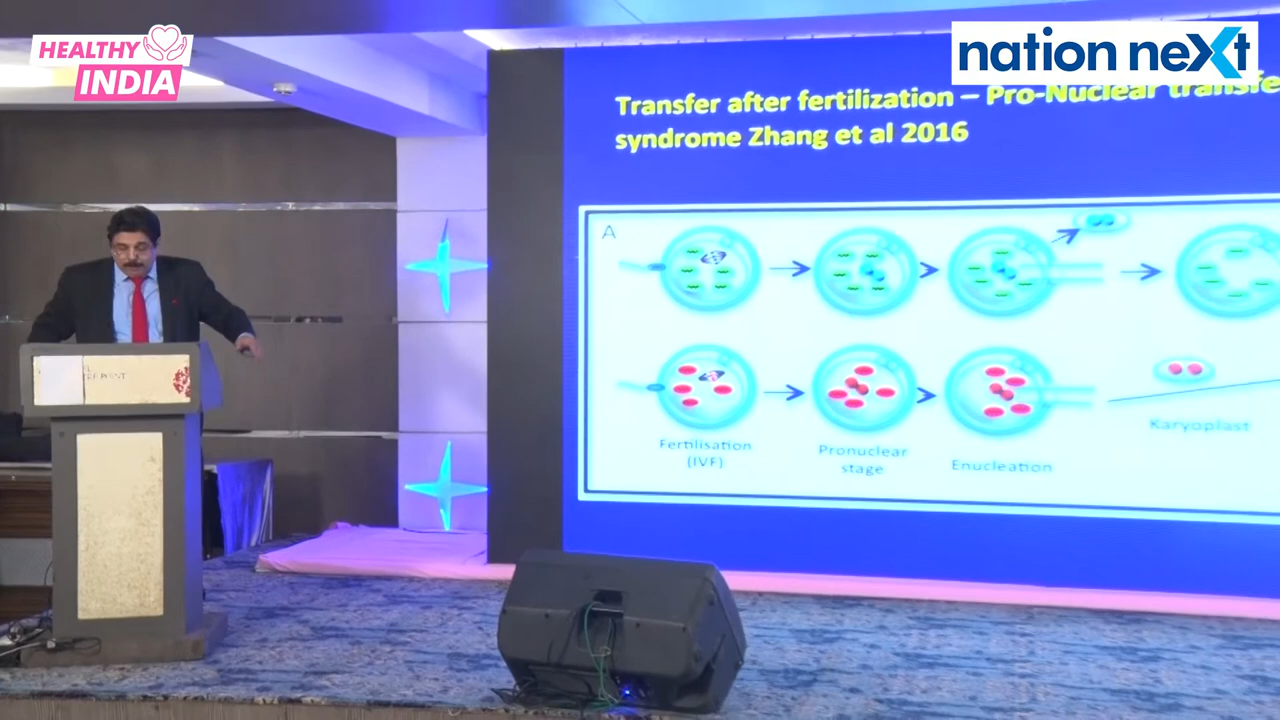 HEALTHY
INDIA
nation next
Transfer after fertilization – Pro-Nuclear transfe
syndrome Zhang et al 2016
A
Fertilisation
(IVF)
Pronuclear
stage
Enucleation
Karyoplast